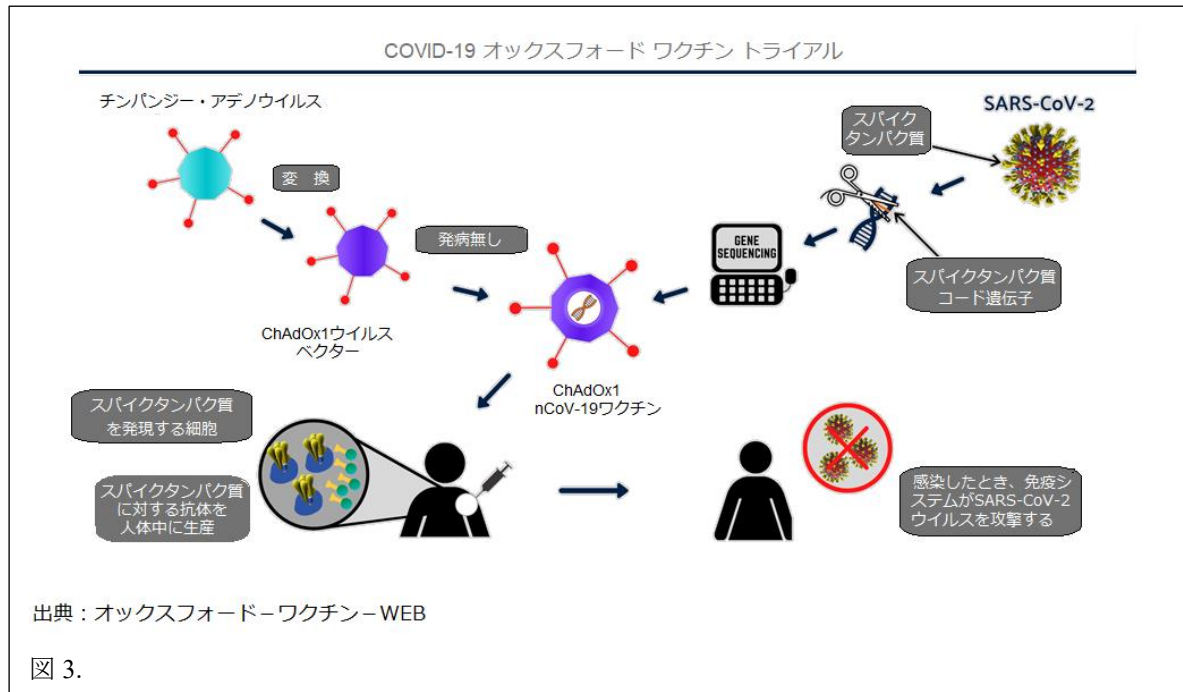 COVID-19 オックスフォード ワクチン トライアル
チンパンジー・アデノウイルス
SARS-CoV-2
スパイク
タンパク質
変 換
発病無し
GENE
SEQUENCING
スパイクタンパク質
コード遺伝子
ChAdOx1ウイルス
ベクター
ChAdOx1
nCoV-19ワクチン
スパイクタンパク質
を発現する細胞
スパイクタンパク質
に対する抗体を
人体中に生産
感染したとき、免疫シ
ステムがSARS-CoV-2
ウイルスを攻撃する
出典：オックスフォード－ワクチン－WEB
図 3.